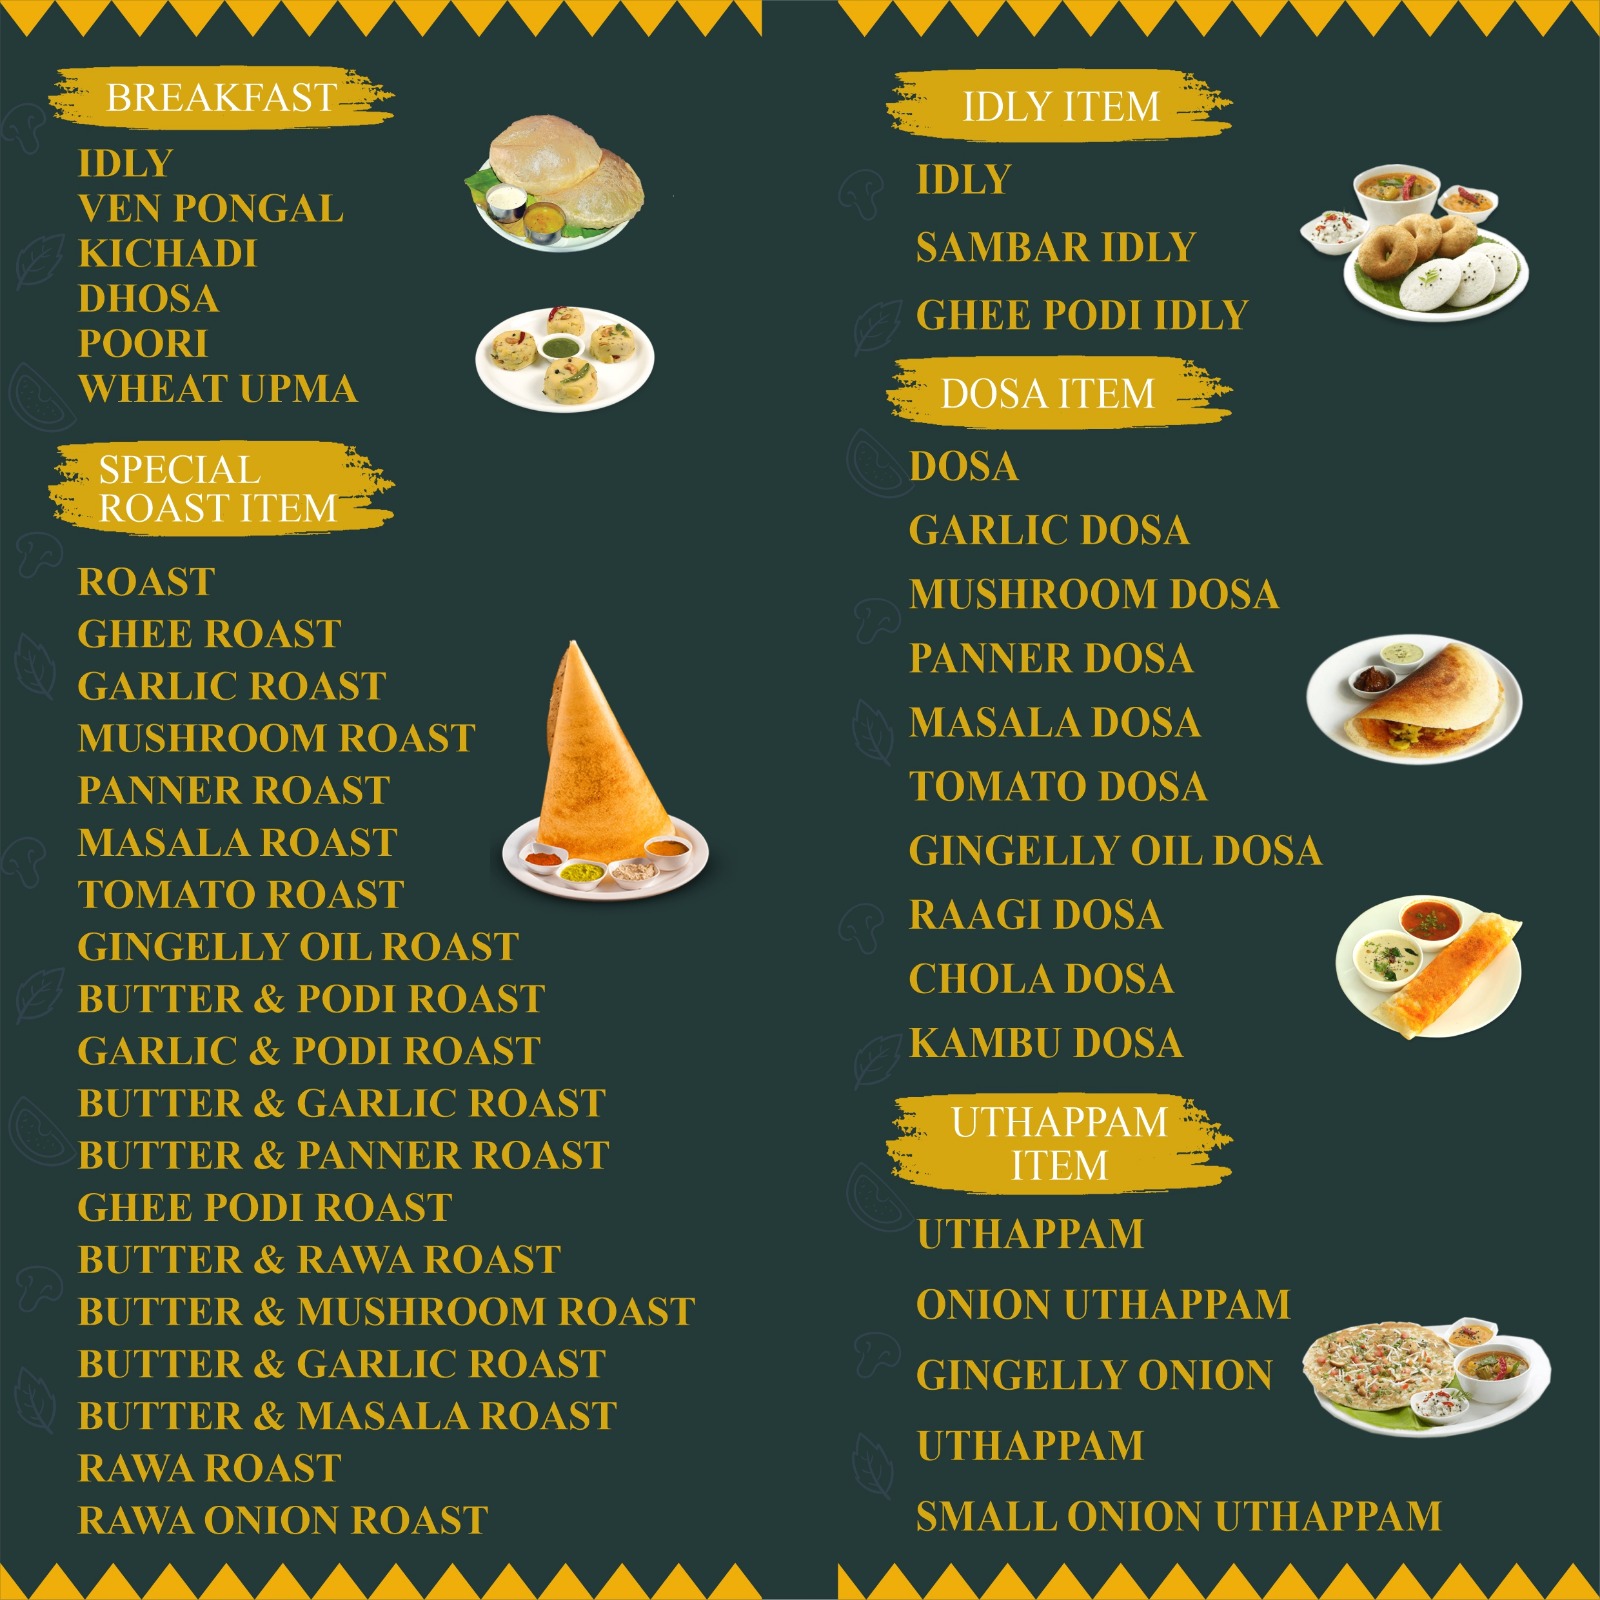 BREAKFAST
IDLY
VEN PONGAL
KICHADI
DHOSA
POORI
WHEAT UPMA
SPECIAL
ROAST ITEM
ROAST
GHEE ROAST
GARLIC ROAST
MUSHROOM ROAST
PANNER ROAST
MASALA ROAST
TOMATO ROAST
GINGELLY OIL ROAST
BUTTER & PODI ROAST
GARLIC & PODI ROAST
BUTTER & GARLIC ROAST
BUTTER & PANNER ROAST
GHEE PODI ROAST
BUTTER & RAWA ROAST
BUTTER & MUSHROOM ROAST
BUTTER & GARLIC ROAST
BUTTER & MASALA ROAST
RAWA ROAST
RAWA ONION ROAST
IDLY ITEM
IDLY
SAMBAR IDLY
GHEE PODI IDLY
DOSA ITEM
DOSA
GARLIC DOSA
MUSHROOM DOSA
PANNER DOSA
MASALA DOSA
TOMATO DOSA
GINGELLY OIL DOSA
RAAGI DOSA
CHOLA DOSA
KAMBU DOSA
UTHAPPAM
ITEM
UTHAPPAM
ONION UTHAPPAM
GINGELLY ONION
UTHAPPAM
SMALL ONION UTHAPPAM